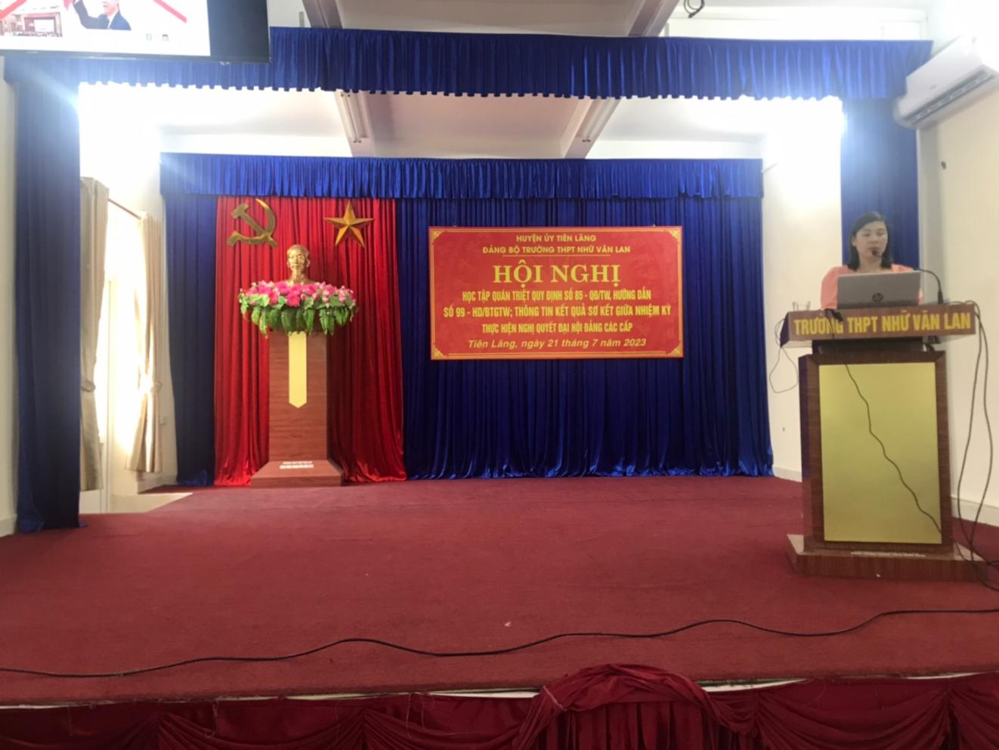 HUYỆN ỦY TIÊN LÃNG
ĐẢNG BỘ TRƯỜNG THPT NHỮ VĂN LAN
HỘI NGHỊ
HỌC TẬP QUÁN TRIỆT QUY ĐỊNH SỐ 85 - QĐ/TW, HƯỚNG DẪN
SỐ 99 - HD/BTGTW; THÔNG TIN KẾT QUẢ SƠ KẾT GIỮA NHIỆM KỲ
THỰC HIỆN NGHỊ QUYẾT ĐẠI HỘI ĐẢNG CÁC CẤP
Tiên Lãng, ngày 21 tháng 7 năm 2023
TRƯỜNG THPT NHỮ VĂN LAN